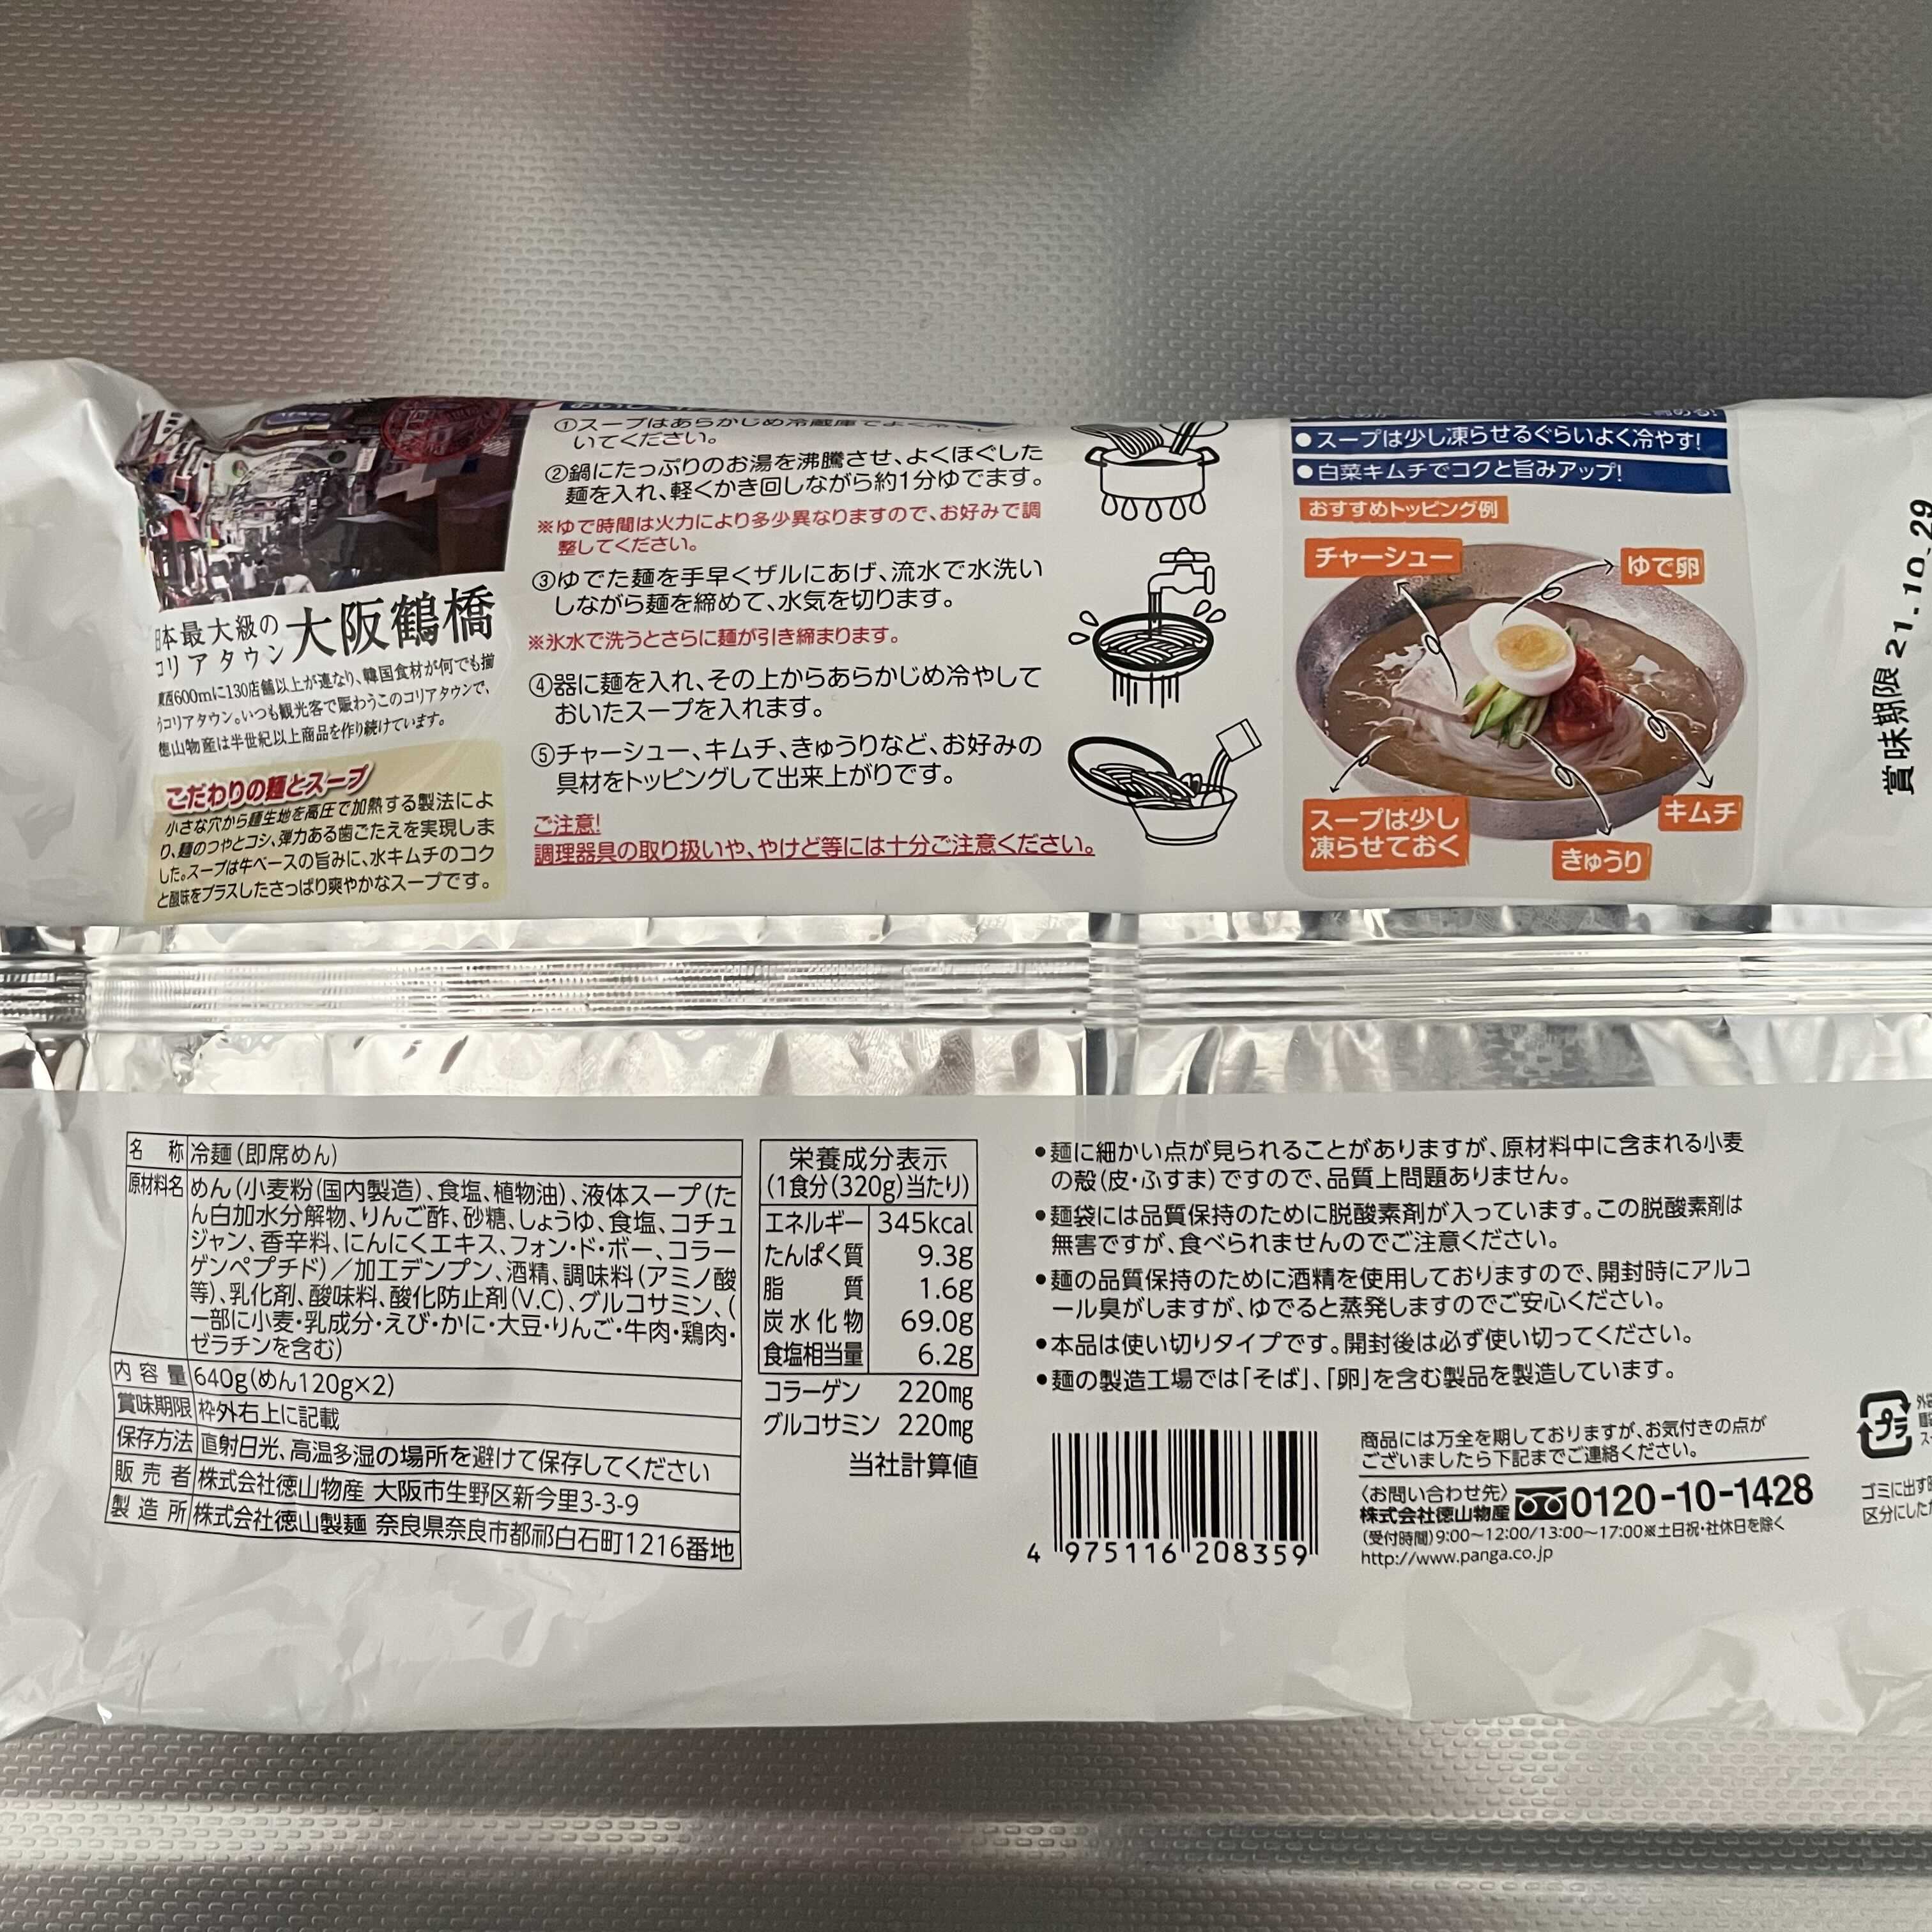 日本最大級の
コリアタウン
大阪鶴橋
東西600mに130店舗以上が連なり、韓国食材が何でも揃
うコリアタウン。いつも観光客で賑わうこのコリアタウンで、
徳山物産は半世紀以上商品を作り続けています。
こだわりの麺とスープ
小さな穴から麺生地を高圧で加熱する製法によ
り、麺のつやとコシ、弾力ある歯ごたえを実現しま
した。スープは牛ベースの旨みに、水キムチのコク
と酸味をプラスしたさっぱり爽やかなスープです。
①スープはあらかじめ冷蔵庫でよく冷や
いてください。
②鍋にたっぷりのお湯を沸騰させ、よくほぐした
麺を入れ、軽くかき回しながら約1分ゆでます。
※ゆで時間は火力により多少異なりますので、お好みで調
整してください。
③ゆでた麺を手早くザルにあげ、流水で水洗い
しながら麺を締めて、水気を切ります。
※氷水で洗うとさらに麺が引き締まります。
④器に麺を入れ、その上からあらかじめ冷やして
おいたスープを入れます。
⑤チャーシュー、キムチ、きゅうりなど、お好みの
具材をトッピングして出来上がりです。
ご注意!
調理器具の取り扱いや、やけど等には十分ご注意ください。
●スープは少し凍らせるぐらいよく冷やす!
●白菜キムチでコクと旨みアップ!
おすすめトッピング例
チャーシュー
ゆで卵
スープは少し
凍らせておく
キムチ
きゅうり
賞味期限 21.10.29
名 称 冷麺(即席めん)
原材料名 めん(小麦粉(国内製造)、食塩、植物油)、液体スープ(た
ん白加水分解物、りんご酢、砂糖、しょうゆ、食塩、コチュ
ジャン、香辛料、にんにくエキス、フォン・ド・ボー、コラー
ゲンペプチド)／加工デンプン、酒精、調味料(アミノ酸
等)、乳化剤、酸味料、酸化防止剤(V.C)、グルコサミン、(
一部に小麦・乳成分・えび・かに・大豆・りんご・牛肉・鶏肉・
ゼラチンを含む)
内容量 640g(めん120g×2)
賞味期限 枠外右上に記載
保存方法 直射日光、高温多湿の場所を避けて保存してください
販売者 株式会社徳山物産 大阪市生野区新今里3-3-9
製造所 株式会社徳山製麺 奈良県奈良市都祁白石町1216番地
栄養成分表示
(1食分(320g)当たり)
エネルギー 345kcal
たんぱく質 9.3g
脂 質 1.6g
炭水化物 69.0g
食塩相当量 6.2g
コラーゲン 220mg
グルコサミン 220mg
当社計算値
●麺に細かい点が見られることがありますが、原材料中に含まれる小麦
の殻(皮・ふすま)ですので、品質上問題ありません。
●麺袋には品質保持のために脱酸素剤が入っています。この脱酸素剤は
無害ですが、食べられませんのでご注意ください。
●麺の品質保持のために酒精を使用しておりますので、開封時にアルコ
ール臭がしますが、ゆでると蒸発しますのでご安心ください。
●本品は使い切りタイプです。開封後は必ず使い切ってください。
●麺の製造工場では「そば」、「卵」を含む製品を製造しています。
4 975116 208359
商品には万全を期しておりますが、お気付きの点が
ございましたら下記までご連絡ください。
〈お問い合わせ先〉
株式会社徳山物産 0120-10-1428
(受付時間)9:00〜12:00/13:00〜17:00※土日祝・社休日を除く
http://www.panga.co.jp
プラ
ゴミに出す
区分にした